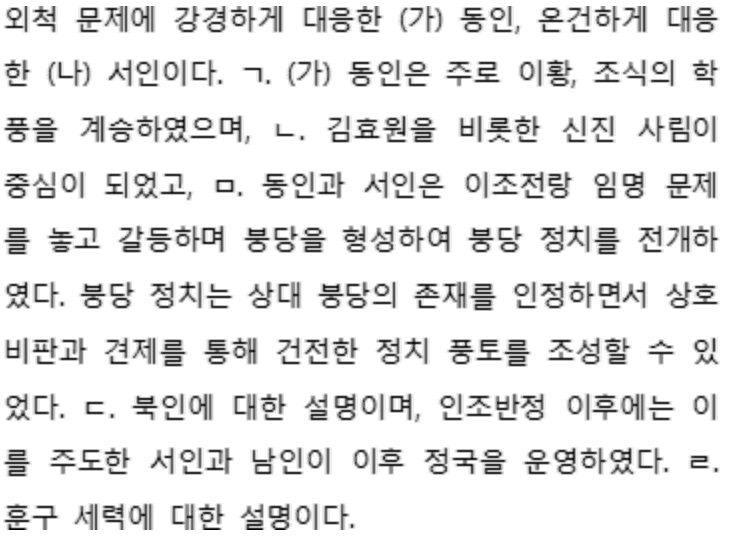 외척 문제에 강경하게 대응한 (가) 동인, 온건하게 대응
한 (나) 서인이다. ㄱ. (가) 동인은 주로 이황, 조식의 학
풍을 계승하였으며, ㄴ. 김효원을 비롯한 신진 사림이
중심이 되었고, ㅁ. 동인과 서인은 이조전랑 임명 문제
를 놓고 갈등하며 붕당을 형성하여 붕당 정치를 전개하
였다. 붕당 정치는 상대 붕당의 존재를 인정하면서 상호
비판과 견제를 통해 건전한 정치 풍토를 조성할 수 있
었다. ㄷ. 북인에 대한 설명이며, 인조반정 이후에는 이
를 주도한 서인과 남인이 이후 정국을 운영하였다. ㄹ.
훈구 세력에 대한 설명이다.